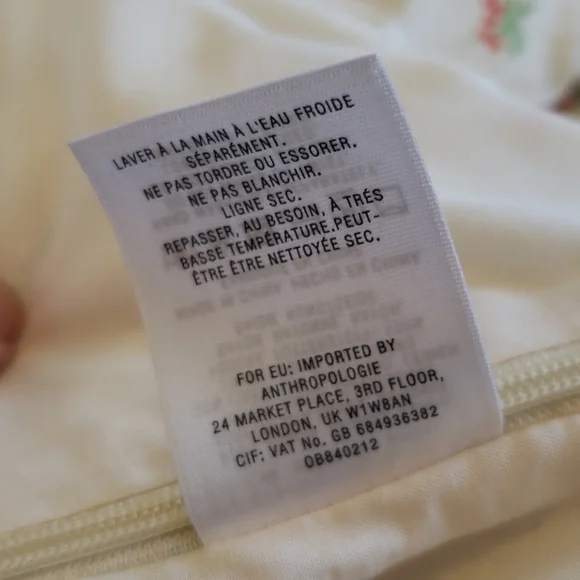 LAVER À LA MAIN À L'EAU FROIDE
SÉPARÉMENT.
NE PAS TORDRE OU ESSORER.
NE PAS BLANCHIR.
LIGNE SEC.
REPASSER, AU BESOIN, À TRÉS
BASSE TEMPÉRATURE.PEUT-
ÊTRE ÊTRE NETTOYÉE SEC.
FOR EU: IMPORTED BY
ANTHROPOLOGIE
24 MARKET PLACE, 3RD FLOOR,
LONDON, UK W1W8AN
CIF: VAT No. GB 684936382
OB840212